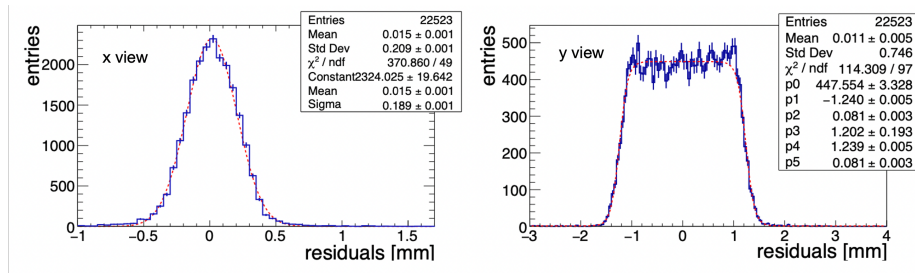 entries
2000
1500
1000
500
0
x view
Entries 22523
Mean 0.015 ± 0.001
Std Dev 0.209 ± 0.001
χ² / ndf 370.860 / 49
Constant2324.025 ± 19.642
Mean 0.015 ± 0.001
Sigma 0.189 ± 0.001
-1 -0.5 0 0.5 1 1.5
residuals [mm]
entries
500
400
300
200
100
0
y view
Entries 22523
Mean 0.011 ± 0.005
Std Dev 0.746
χ² / ndf 114.309 / 97
p0 447.554 ± 3.328
p1 −1.240 ± 0.005
p2 0.081 ± 0.003
p3 1.202 ± 0.193
p4 1.239 ± 0.005
p5 0.081 ± 0.003
−3 −2 −1 0 1 2 3 4
residuals [mm]